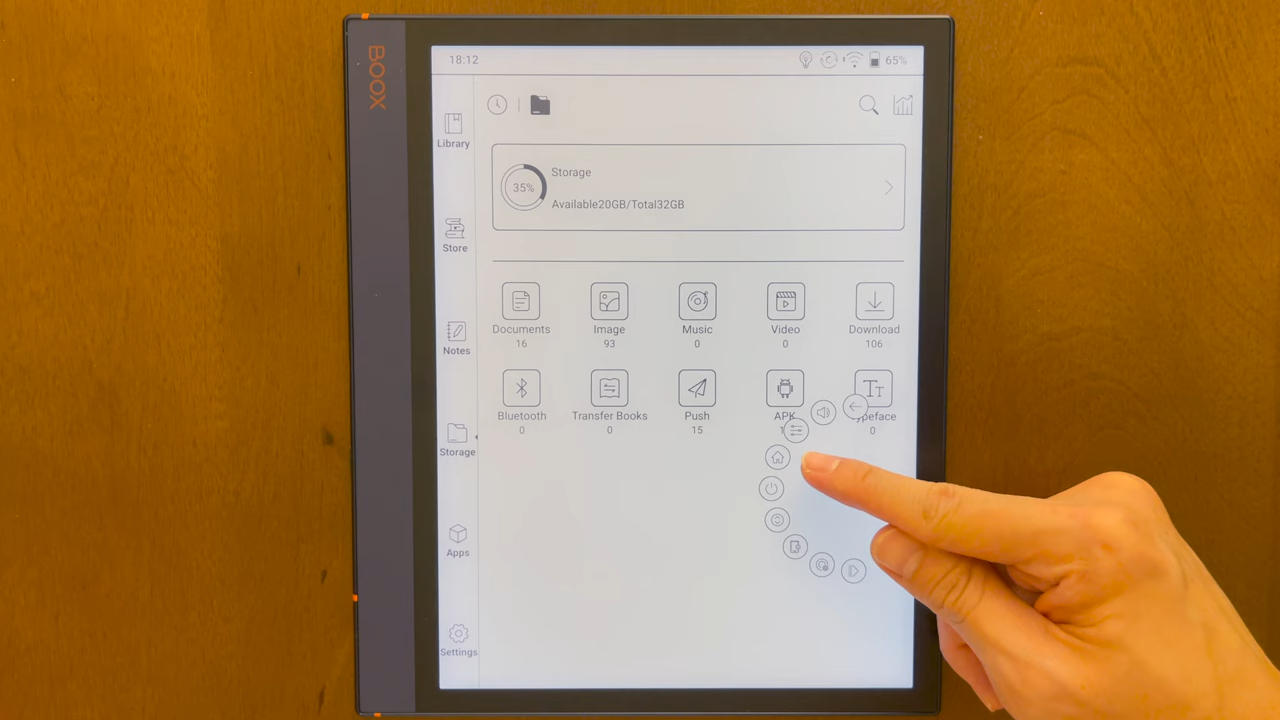 BOOX
18:12
65%
Library
Store
Notes
Storage
Apps
Settings
35%
Storage
Available20GB/Total32GB
Documents
16
Image
93
Music
0
Video
0
Download
106
Bluetooth
0
Transfer Books
0
Push
15
APK
Typeface
0